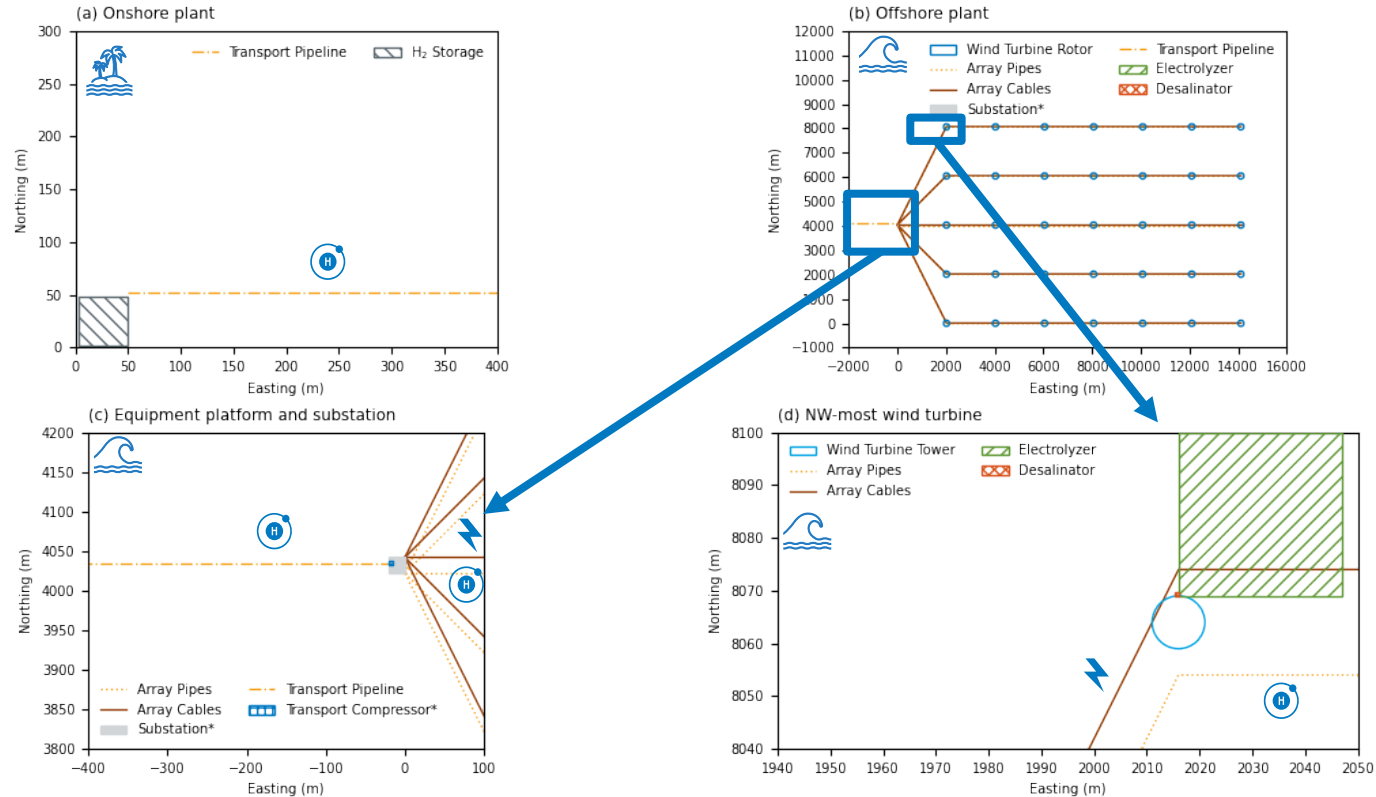 (a) Onshore plant
300
250
200
150
100
50
0
Northing (m)
Transport Pipeline
H₂ Storage
H
0 50 100 150 200 250 300 350 400
Easting (m)
(b) Offshore plant
12000
11000
10000
9000
8000
7000
6000
5000
4000
3000
2000
1000
0
−1000
Northing (m)
Wind Turbine Rotor
Array Pipes
Array Cables
Substation*
Transport Pipeline
Electrolyzer
Desalinator
−2000 0 2000 4000 6000 8000 10000 12000 14000 16000
Easting (m)
(c) Equipment platform and substation
4200
4150
4100
4050
4000
3950
3900
3850
3800
Northing (m)
H
H
Array Pipes
Array Cables
Substation*
Transport Pipeline
Transport Compressor*
−400 −300 −200 −100 0 100
Easting (m)
(d) NW-most wind turbine
8100
8090
8080
8070
8060
8050
8040
Northing (m)
Wind Turbine Tower
Array Pipes
Array Cables
Electrolyzer
Desalinator
H
1940 1950 1960 1970 1980 1990 2000 2010 2020 2030 2040 2050
Easting (m)